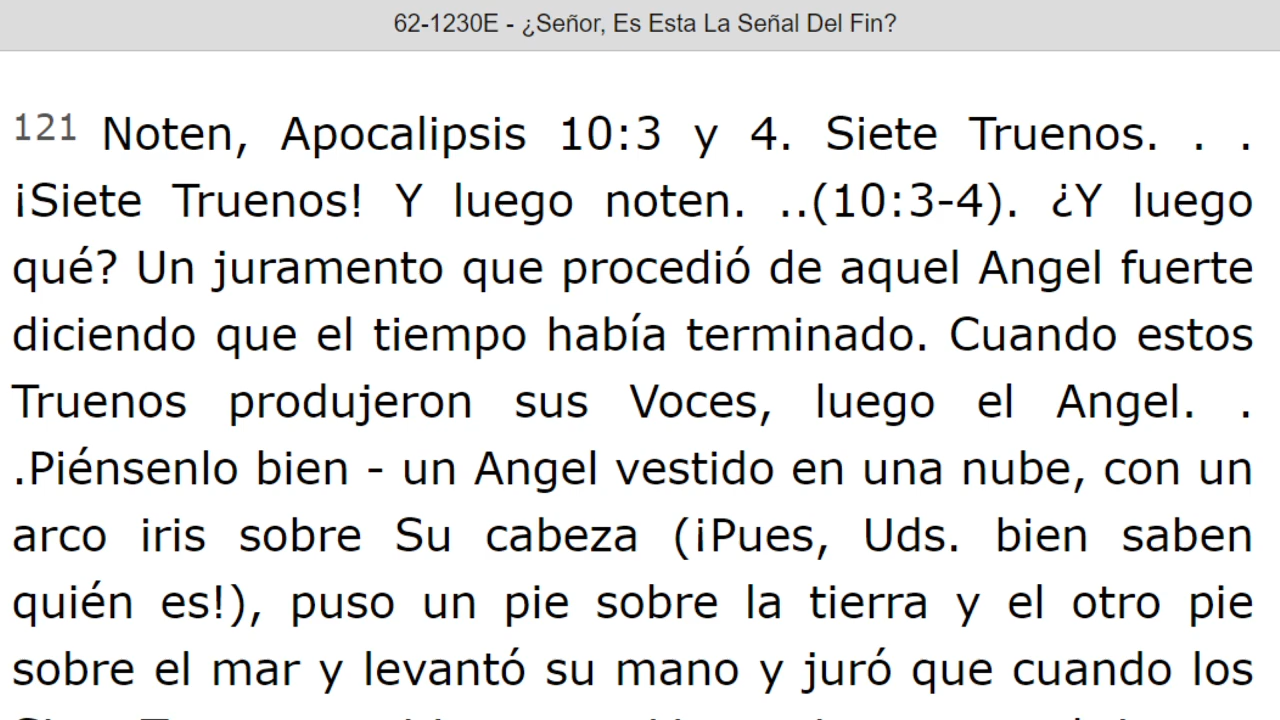 62-1230E - ¿Señor, Es Esta La Señal Del Fin?
121 Noten, Apocalipsis 10:3 y 4. Siete Truenos. . .
¡Siete Truenos! Y luego noten. ..(10:3-4). ¿Y luego
qué? Un juramento que procedió de aquel Angel fuerte
diciendo que el tiempo había terminado. Cuando estos
Truenos produjeron sus Voces, luego el Angel. .
.Piénsenlo bien - un Angel vestido en una nube, con un
arco iris sobre Su cabeza (¡Pues, Uds. bien saben
quién es!), puso un pie sobre la tierra y el otro pie
sobre el mar y levantó su mano y juró que cuando los